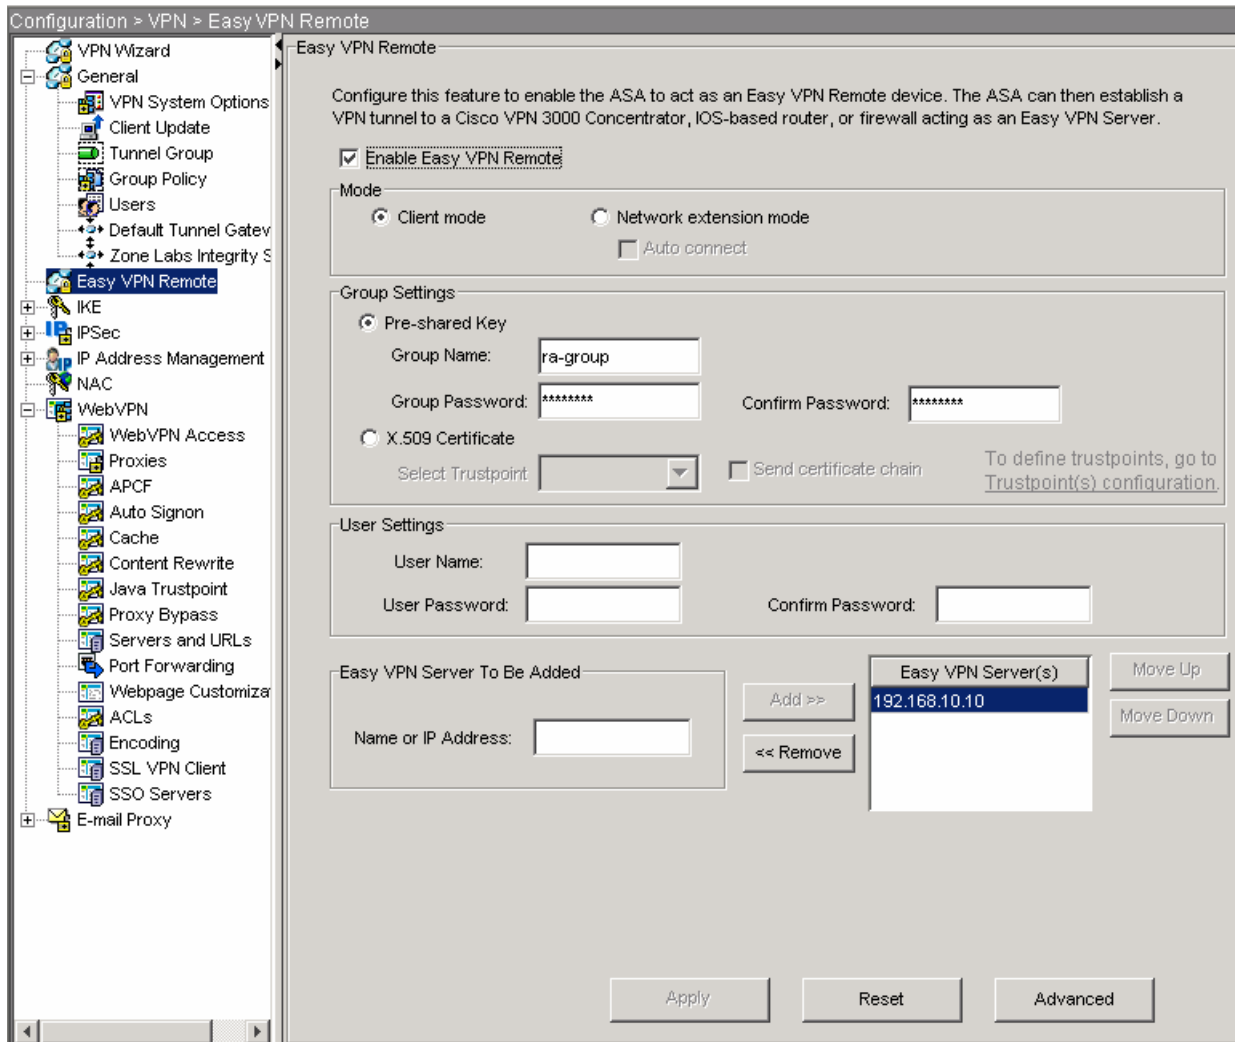 Configuration > VPN > Easy VPN Remote
VPN Wizard
General
VPN System Options
Client Update
Tunnel Group
Group Policy
Users
Default Tunnel Gatev
Zone Labs Integrity S
Easy VPN Remote
IKE
IPSec
IP Address Management
NAC
WebVPN
WebVPN Access
Proxies
APCF
Auto Signon
Cache
Content Rewrite
Java Trustpoint
Proxy Bypass
Servers and URLs
Port Forwarding
Webpage Customiza
ACLs
Encoding
SSL VPN Client
SSO Servers
E-mail Proxy
Easy VPN Remote
Configure this feature to enable the ASA to act as an Easy VPN Remote device. The ASA can then establish a
VPN tunnel to a Cisco VPN 3000 Concentrator, IOS-based router, or firewall acting as an Easy VPN Server.
Enable Easy VPN Remote
Mode
Client mode
Network extension mode
Auto connect
Group Settings
Pre-shared Key
Group Name: ra-group
Group Password: ******** Confirm Password: ********
X.509 Certificate
Select Trustpoint
Send certificate chain
To define trustpoints, go to
Trustpoint(s) configuration.
User Settings
User Name:
User Password: Confirm Password:
Easy VPN Server To Be Added
Name or IP Address:
Add >>
<< Remove
Easy VPN Server(s)
192.168.10.10
Move Up
Move Down
Apply Reset Advanced